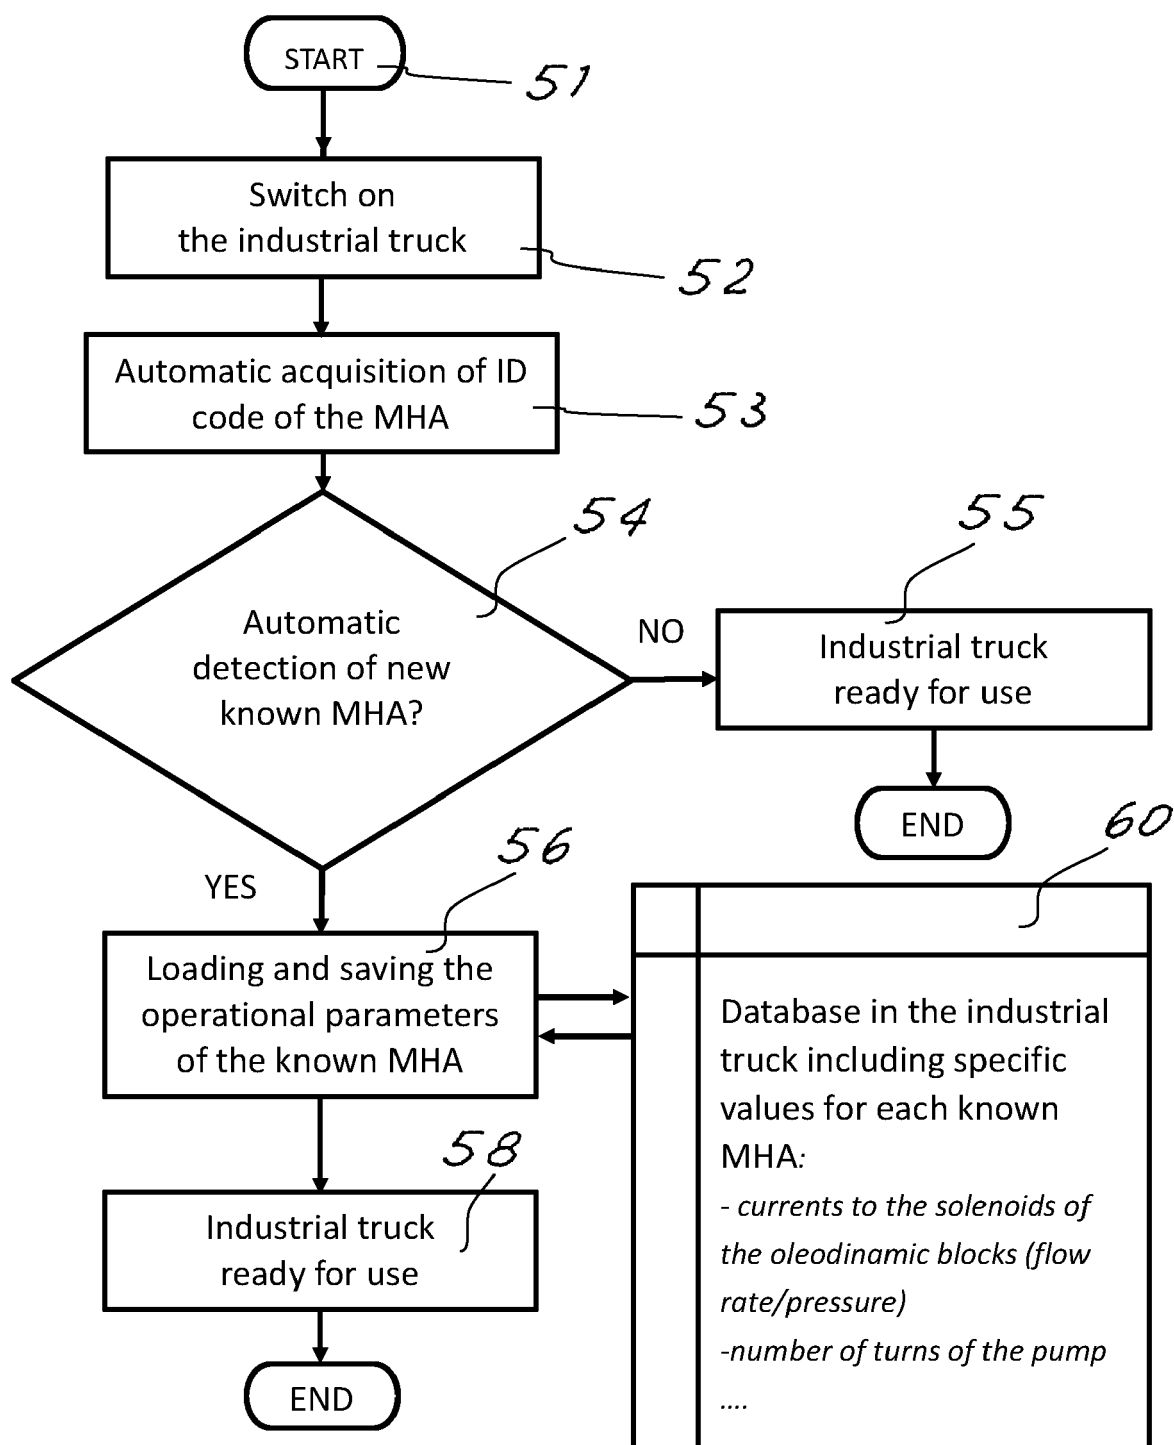 START
51
Switch on
the industrial truck
52
Automatic acquisition of ID
code of the MHA
53
54
Automatic
detection of new
known MHA?
NO
55
Industrial truck
ready for use
END
YES
56
Loading and saving the
operational parameters
of the known MHA
60
Database in the industrial
truck including specific
values for each known
MHA:
- currents to the solenoids of
the oleodinamic blocks (flow
rate/pressure)
-number of turns of the pump
....
58
Industrial truck
ready for use
END